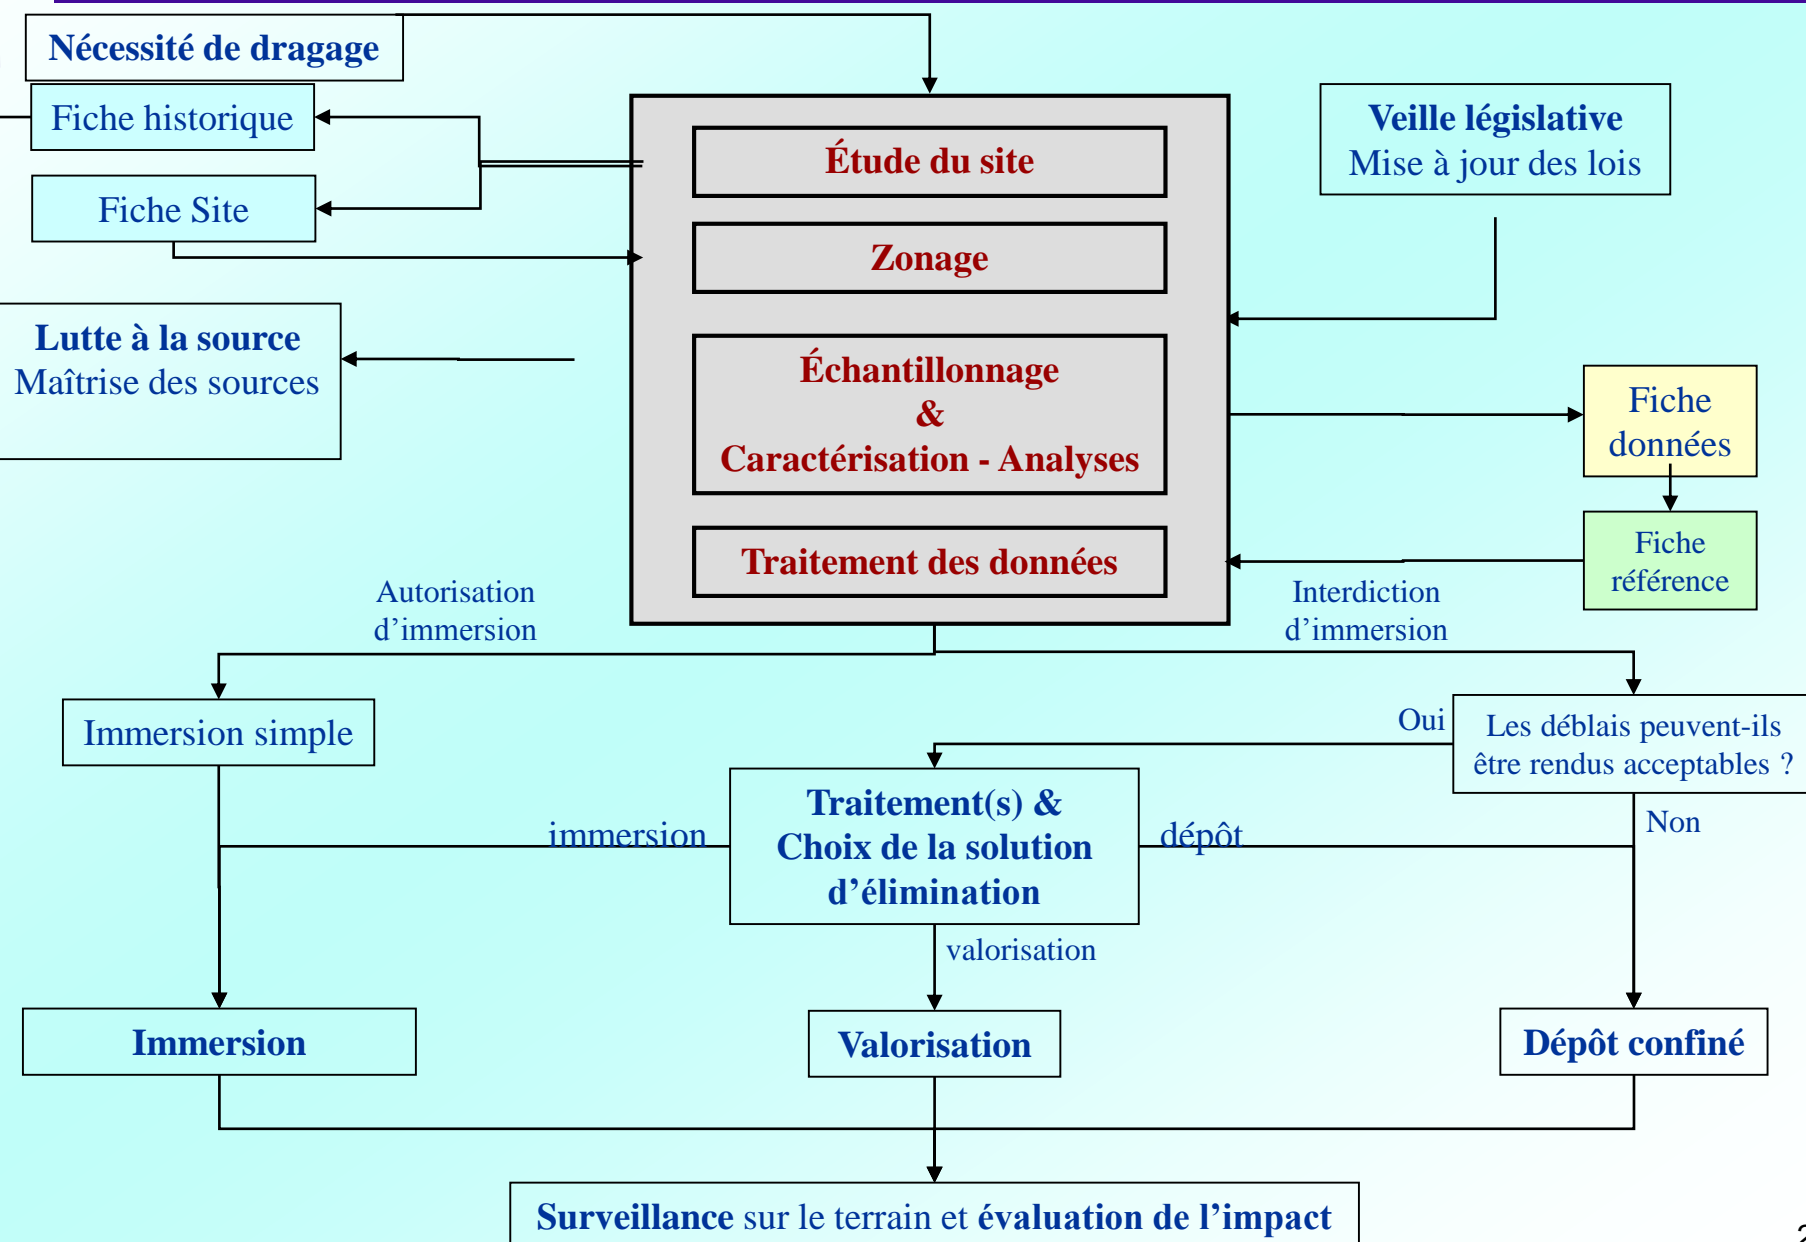 Nécessité de dragage
Fiche historique
Fiche Site
Lutte à la source
Maîtrise des sources
Étude du site
Zonage
Échantillonnage
&
Caractérisation - Analyses
Traitement des données
Veille législative
Mise à jour des lois
Fiche
données
Fiche
référence
Autorisation
d’immersion
Interdiction
d’immersion
Immersion simple
Oui
Les déblais peuvent-ils
être rendus acceptables ?
Non
immersion
Traitement(s) &
Choix de la solution
d’élimination
dépôt
valorisation
Immersion
Valorisation
Dépôt confiné
Surveillance sur le terrain et évaluation de l’impact